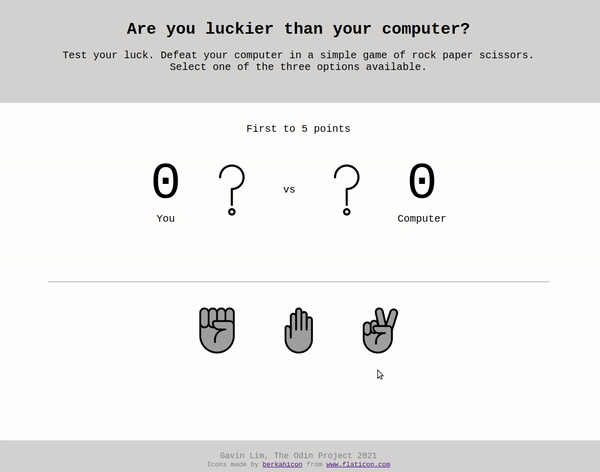 Are you luckier than your computer?
Test your luck. Defeat your computer in a simple game of rock paper scissors.
Select one of the three options available.
First to 5 points
0 ? vs ? 0
You Computer
Gavin Lim, The Odin Project 2021
Icons made by berkahicon from www.flaticon.com